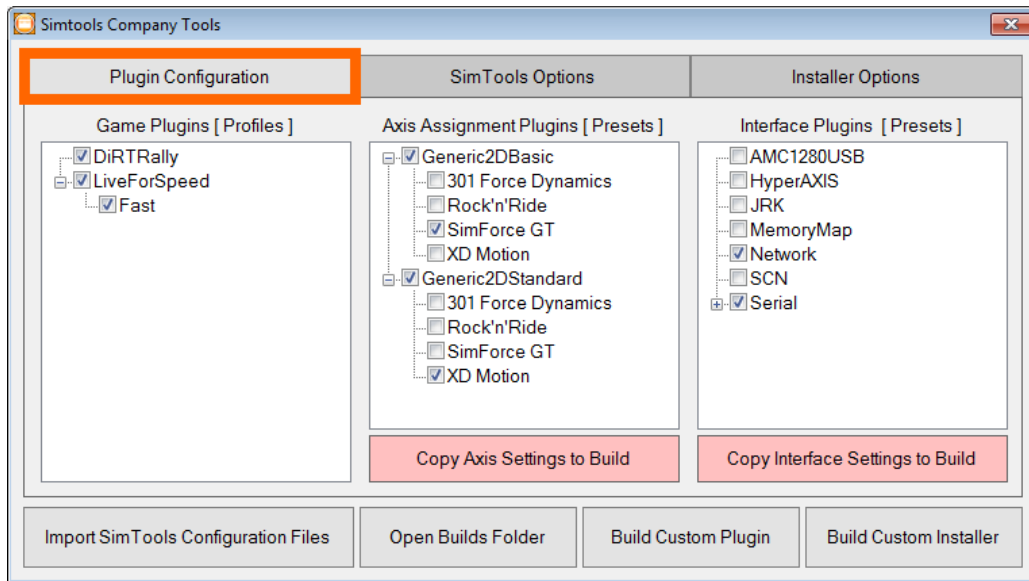 Simtools Company Tools
Plugin Configuration
SimTools Options
Installer Options
Game Plugins [ Profiles ]
DiRTRally
LiveForSpeed
Fast
Axis Assignment Plugins [ Presets ]
Generic2DBasic
301 Force Dynamics
Rock'n'Ride
SimForce GT
XD Motion
Generic2DStandard
301 Force Dynamics
Rock'n'Ride
SimForce GT
XD Motion
Copy Axis Settings to Build
Interface Plugins [ Presets ]
AMC1280USB
HyperAXIS
JRK
MemoryMap
Network
SCN
Serial
Copy Interface Settings to Build
Import SimTools Configuration Files
Open Builds Folder
Build Custom Plugin
Build Custom Installer